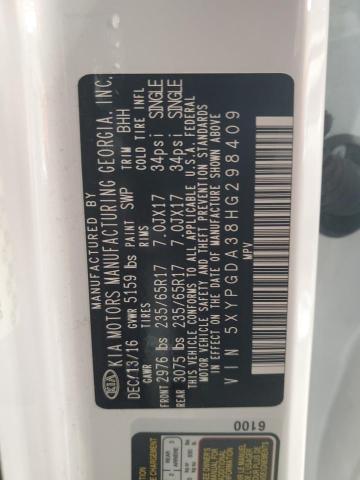 MANUFACTURED BY
KIA KIA MOTORS MANUFACTURING GEORGIA. INC.
DEC/13/16 GVWR 5159 lbs PAINT SWP TRIM BHH
GAWR TIRES RIMS COLD TIRE INFL
FRONT 2976 lbs 235/65R17 7.0JX17 34psi SINGLE
REAR 3075 lbs 235/65R17 7.0JX17 34psi SINGLE
THIS VEHICLE CONFORMS TO ALL APPLICABLE U.S.A. FEDERAL
MOTOR VEHICLE SAFETY AND THEFT PREVENTION STANDARDS
IN EFFECT ON THE DATE OF MANUFACTURE SHOWN ABOVE.
VIN 5XYPGDA38HG298409
MPV
6100
REAR
ARRIÈRE